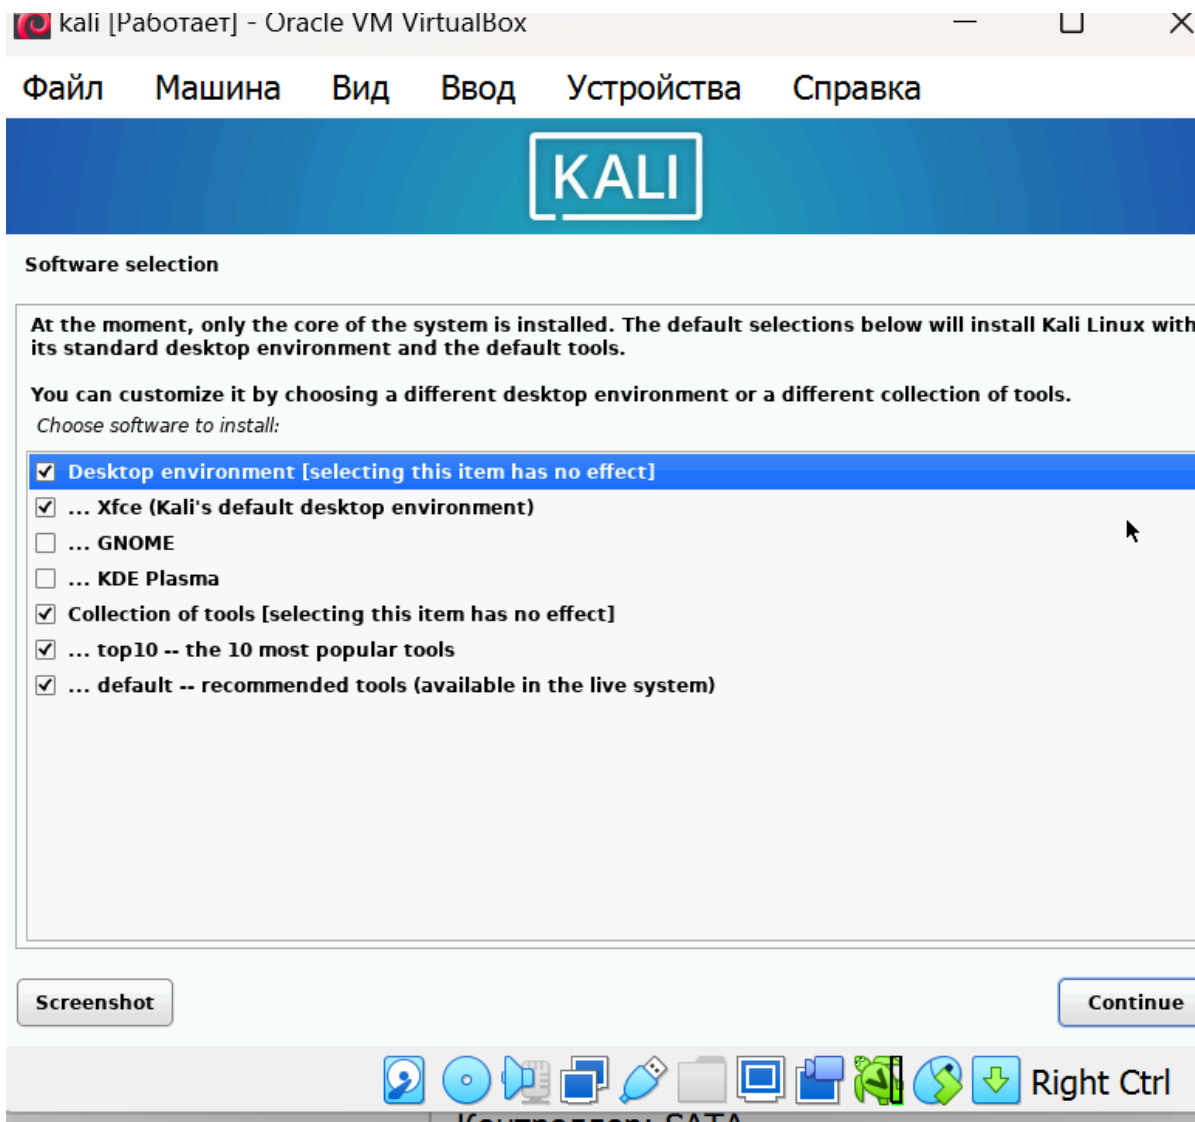 kali [Работает] - Oracle VM VirtualBox
Файл Машина Вид Ввод Устройства Справка
KALI
Software selection
At the moment, only the core of the system is installed. The default selections below will install Kali Linux with
its standard desktop environment and the default tools.
You can customize it by choosing a different desktop environment or a different collection of tools.
Choose software to install:
Desktop environment [selecting this item has no effect]
... Xfce (Kali's default desktop environment)
... GNOME
... KDE Plasma
Collection of tools [selecting this item has no effect]
... top10 -- the 10 most popular tools
... default -- recommended tools (available in the live system)
Screenshot Continue
Right Ctrl
Контроллер: SATA